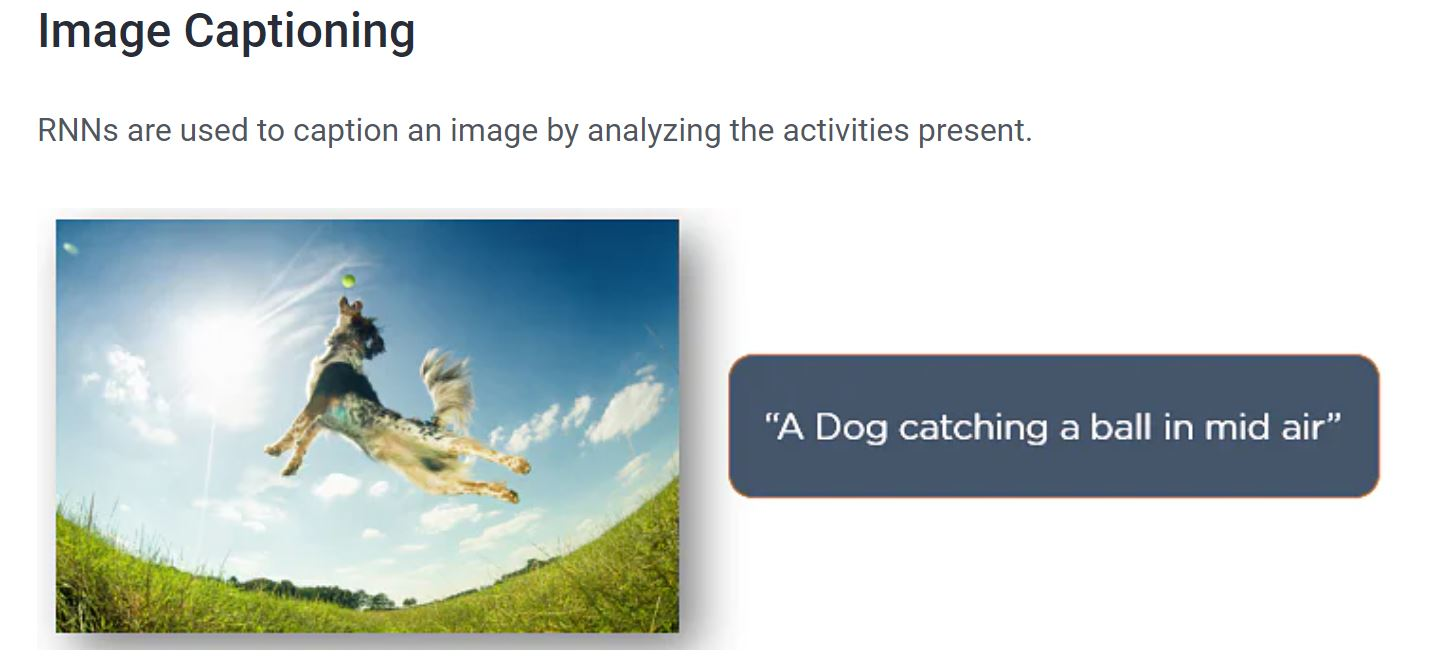 Image Captioning
RNNs are used to caption an image by analyzing the activities present.
“A Dog catching a ball in mid air”